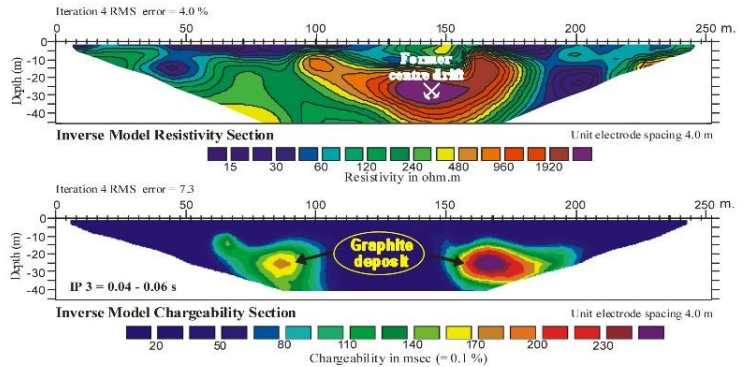 Iteration 4 RMS error = 4.0 %
0 50 100 150 200 250 m.
Depth (m)
0
-10
-20
-30
-40
Former
centre drift
Inverse Model Resistivity Section
Unit electrode spacing 4.0 m
15 30 60 120 240 480 960 1920
Resistivity in ohm.m
Iteration 4 RMS error = 7.3
0 50 100 150 200 250 m.
Depth (m)
0
-10
-20
-30
-40
Graphite
deposit
IP 3 = 0.04 - 0.06 s
Inverse Model Chargeability Section
Unit electrode spacing 4.0 m
20 50 80 110 140 170 200 230
Chargeability in msec (= 0.1 %)